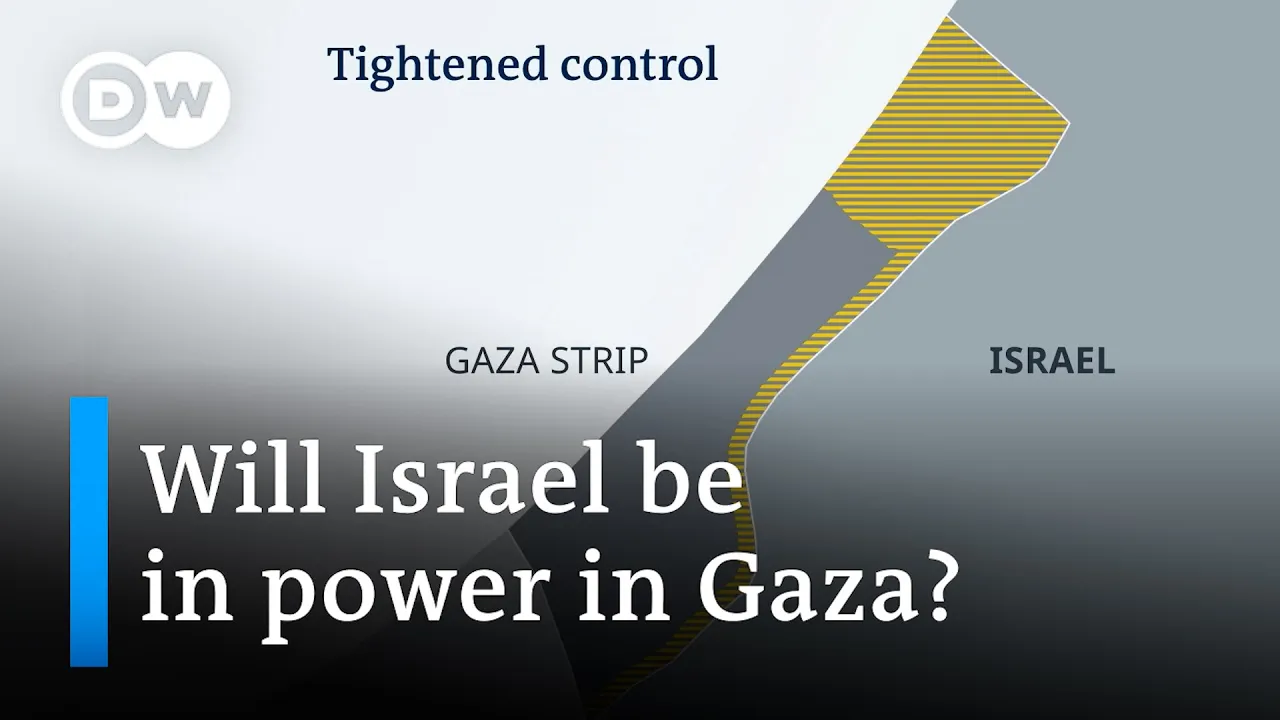 DW
Tightened control
GAZA STRIP
ISRAEL
Will Israel be
in power in Gaza?